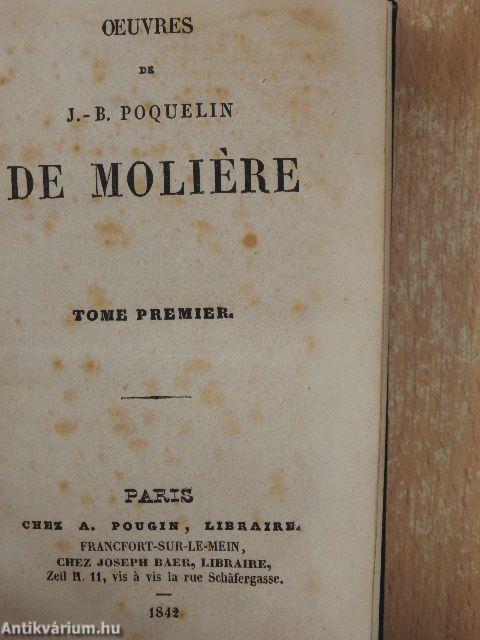 OEUVRES
DE
J.-B. POQUELIN
DE MOLIÈRE
TOME PREMIER.
PARIS
CHEZ A. POUGIN, LIBRAIRE.
FRANCFORT-SUR-LE-MEIN,
CHEZ JOSEPH BAER, LIBRAIRE,
Zeil H. 11, vis à vis la rue Schäfergasse.
1842
Antikvárium.hu